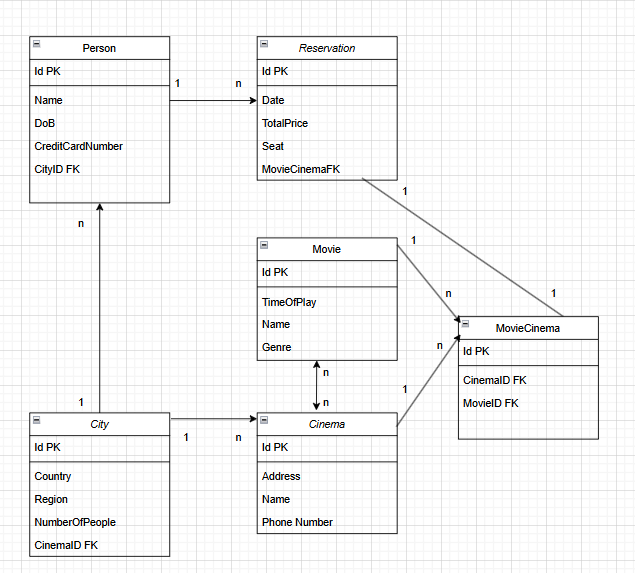 Person
Id PK
Name
DoB
CreditCardNumber
CityID FK
1
n
Reservation
Id PK
Date
TotalPrice
Seat
MovieCinemaFK
1
n
Movie
Id PK
TimeOfPlay
Name
Genre
1
n
1
MovieCinema
Id PK
CinemaID FK
MovieID FK
n
1
n
n
1
City
Id PK
Country
Region
NumberOfPeople
CinemaID FK
1
n
Cinema
Id PK
Address
Name
Phone Number